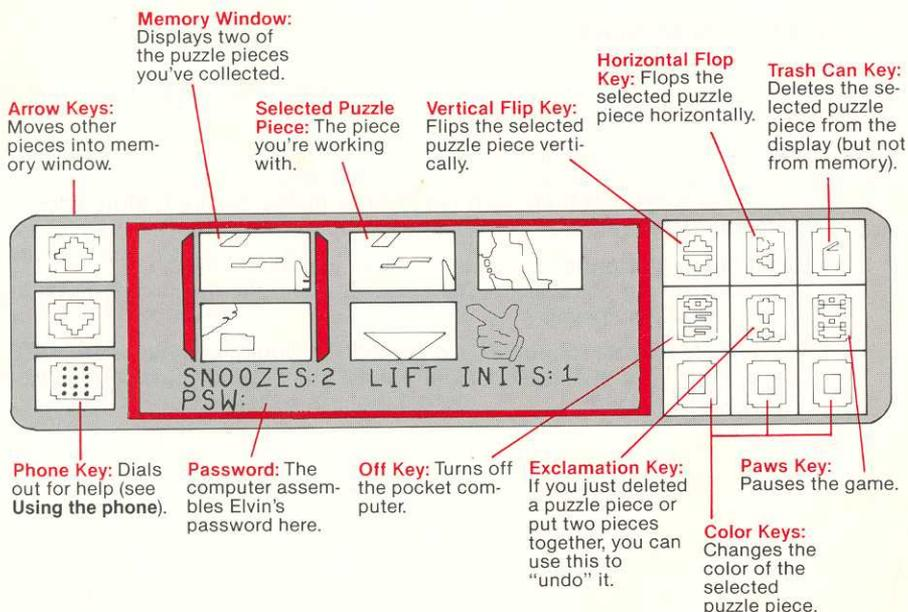 Memory Window:
Displays two of
the puzzle pieces
you've collected.
Horizontal Flop
Key: Flops the
selected puzzle
piece horizontally.
Trash Can Key:
Deletes the se-
lected puzzle
piece from the
display (but not
from memory).
Arrow Keys:
Moves other
pieces into mem-
ory window.
Selected Puzzle
Piece: The piece
you're working
with.
Vertical Flip Key:
Flips the selected
puzzle piece verti-
cally.
OFF
SNOOZES:2 LIFT INITS:1
PSW:
Phone Key: Dials
out for help (see
Using the phone).
Password: The
computer assem-
bles Elvin's
password here.
Off Key: Turns off
the pocket com-
puter.
Exclamation Key:
If you just deleted
a puzzle piece or
put two pieces
together, you can
use this to
"undo" it.
Paws Key:
Pauses the game.
Color Keys:
Changes the
color of the
selected
puzzle piece.